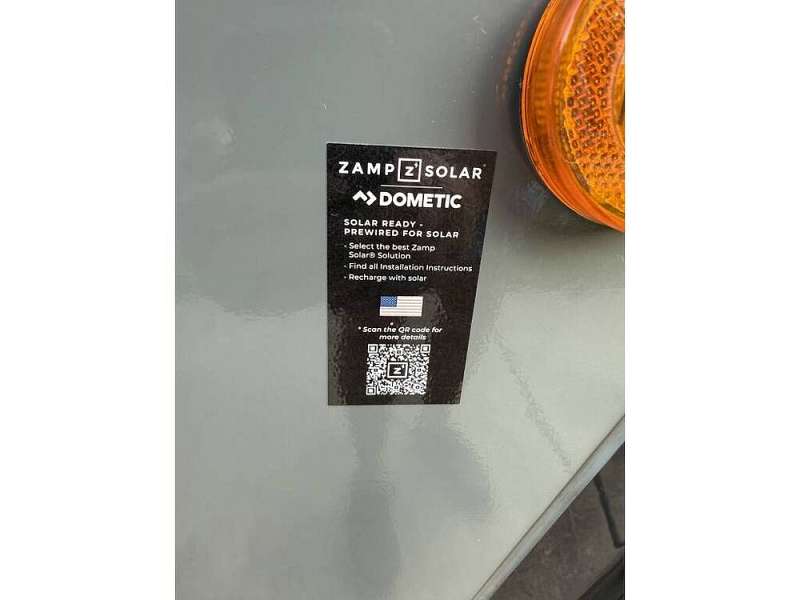 ZAMP Z+ SOLAR®
DOMETIC
SOLAR READY -
PREWIRED FOR SOLAR
- Select the best Zamp
Solar® Solution
- Find all Installation Instructions
- Recharge with solar
* Scan the QR code for
more details
Z+